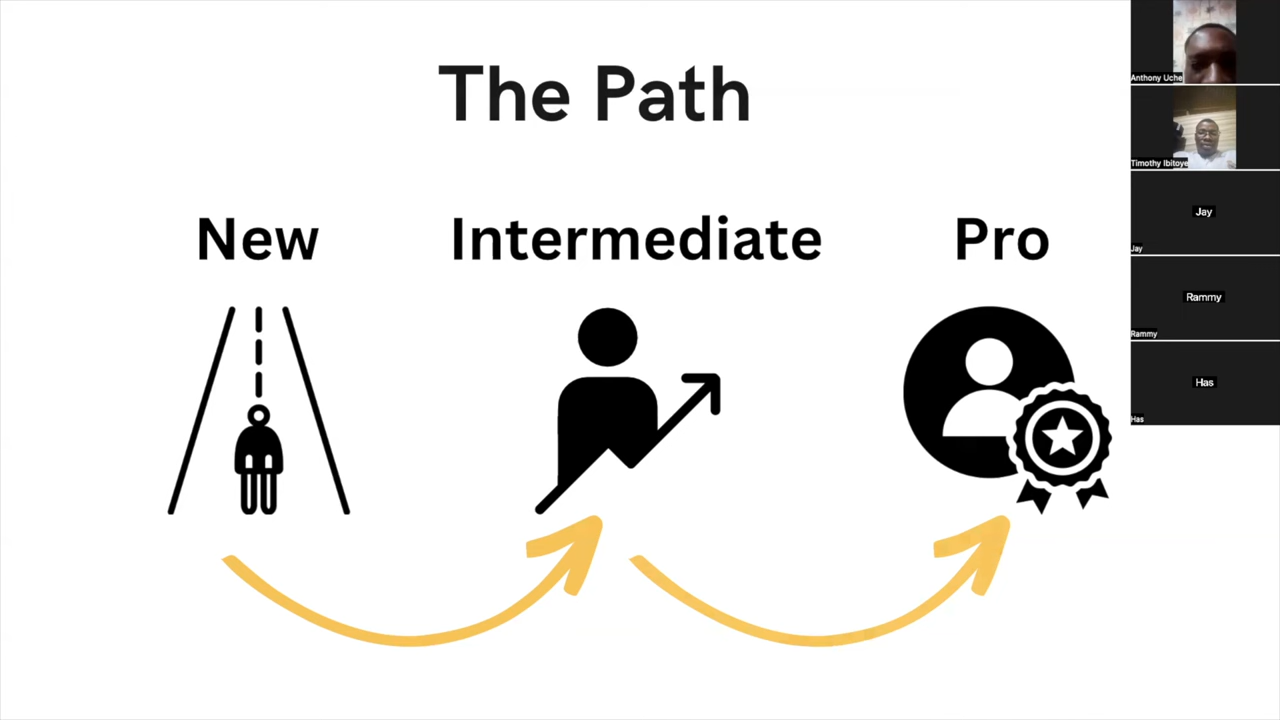 The Path
New
Intermediate
Pro
Anthony Uche
Timothy Ibitoye
Jay
Jay
Rammy
Rammy
Has
Has